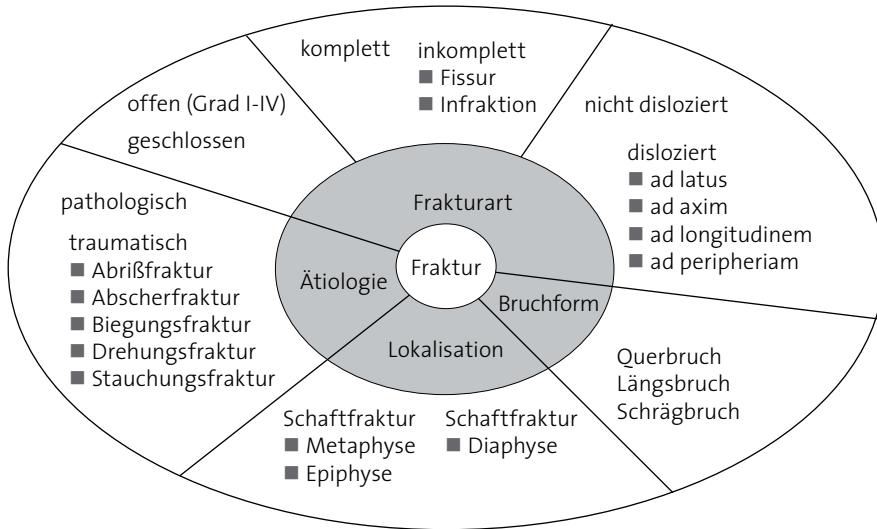 komplett
inkomplett
■ Fissur
■ Infraktion
offen (Grad I-IV)
geschlossen
nicht disloziert
disloziert
■ ad latus
■ ad axim
■ ad longitudinem
■ ad peripheriam
pathologisch
traumatisch
■ Abrißfraktur
■ Abscherfraktur
■ Biegungsfraktur
■ Drehungsfraktur
■ Stauchungsfraktur
Frakturart
Ätiologie
Fraktur
Bruchform
Lokalisation
Querbruch
Längsbruch
Schrägbruch
Schaftfraktur
■ Metaphyse
■ Epiphyse
Schaftfraktur
■ Diaphyse